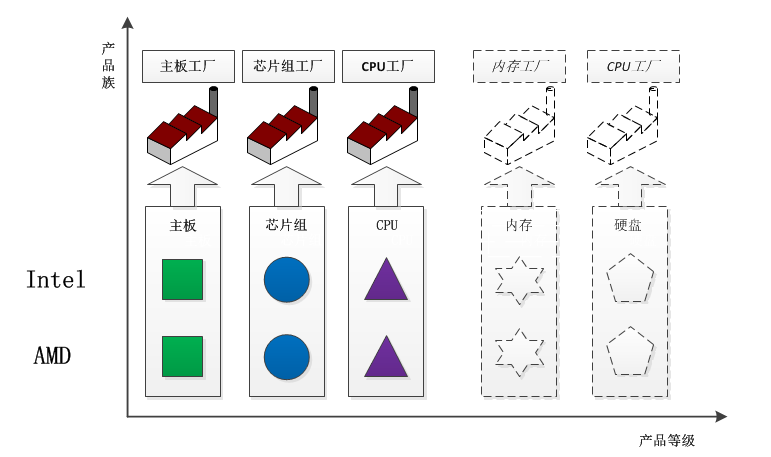 产品族
主板工厂
芯片组工厂
CPU工厂
内存工厂
CPU工厂
主板
芯片组
CPU
内存
硬盘
Intel
AMD
产品等级